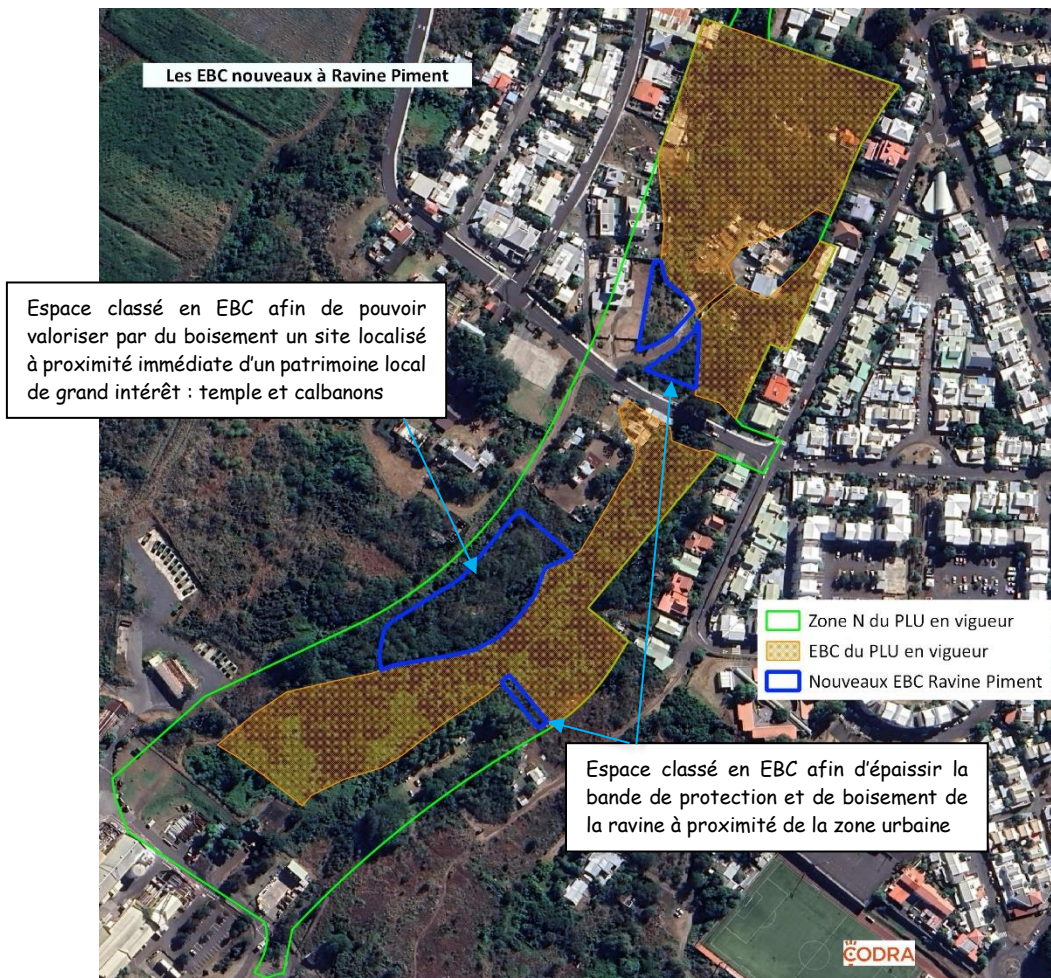 Les EBC nouveaux à Ravine Piment
Espace classé en EBC afin de pouvoir
valoriser par du boisement un site localisé
à proximité immédiate d'un patrimoine local
de grand intérêt : temple et calbanons
Zone N du PLU en vigueur
EBC du PLU en vigueur
Nouveaux EBC Ravine Piment
Espace classé en EBC afin d'épaissir la
bande de protection et de boisement de
la ravine à proximité de la zone urbaine
CODRA